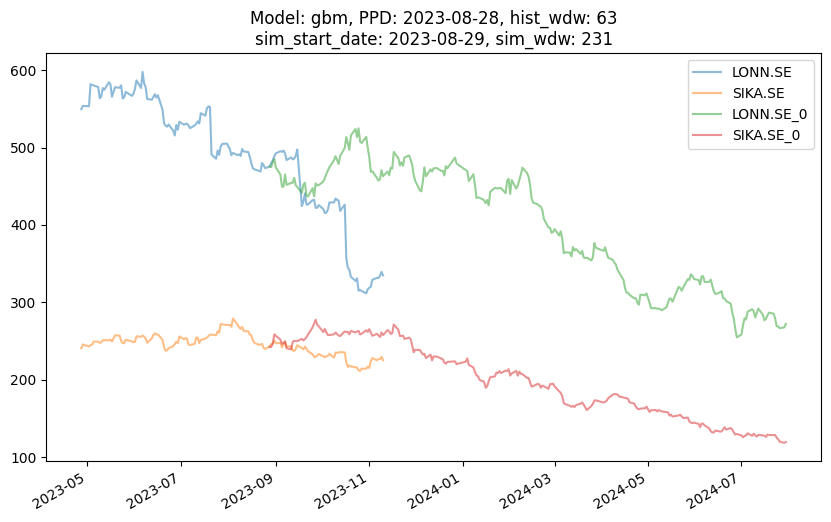 Model: gbm, PPD: 2023-08-28, hist_wdw: 63
sim_start_date: 2023-08-29, sim_wdw: 231
LONN.SE
SIKA.SE
LONN.SE_0
SIKA.SE_0
600
500
400
300
200
100
2023-05
2023-07
2023-09
2023-11
2024-01
2024-03
2024-05
2024-07